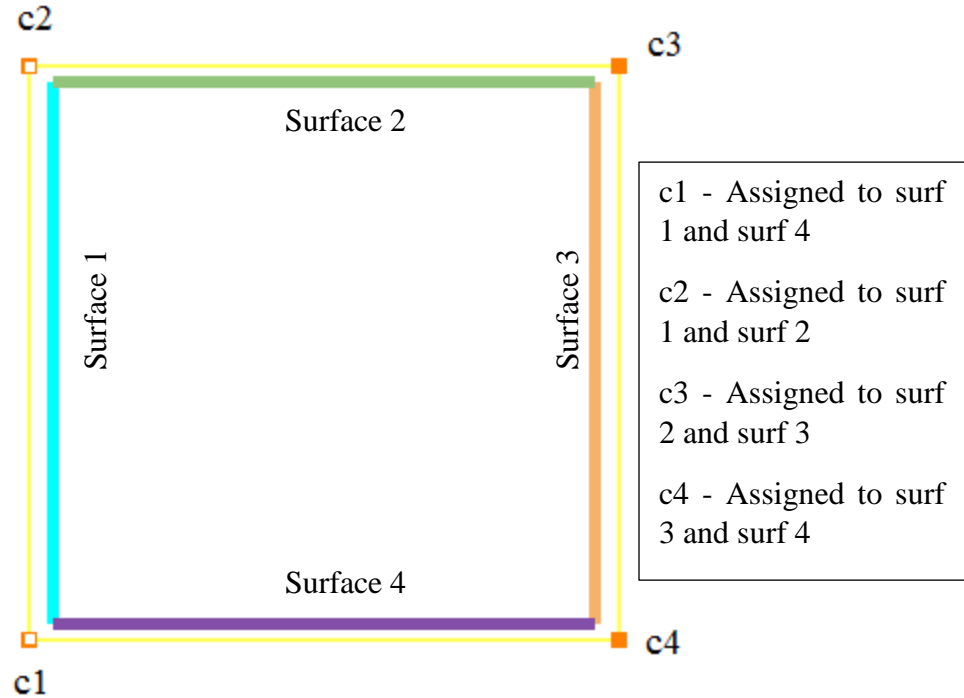 c2
c3
Surface 2
Surface 1
Surface 3
c1 - Assigned to surf
1 and surf 4
c2 - Assigned to surf
1 and surf 2
c3 - Assigned to surf
2 and surf 3
c4 - Assigned to surf
3 and surf 4
Surface 4
c4
c1